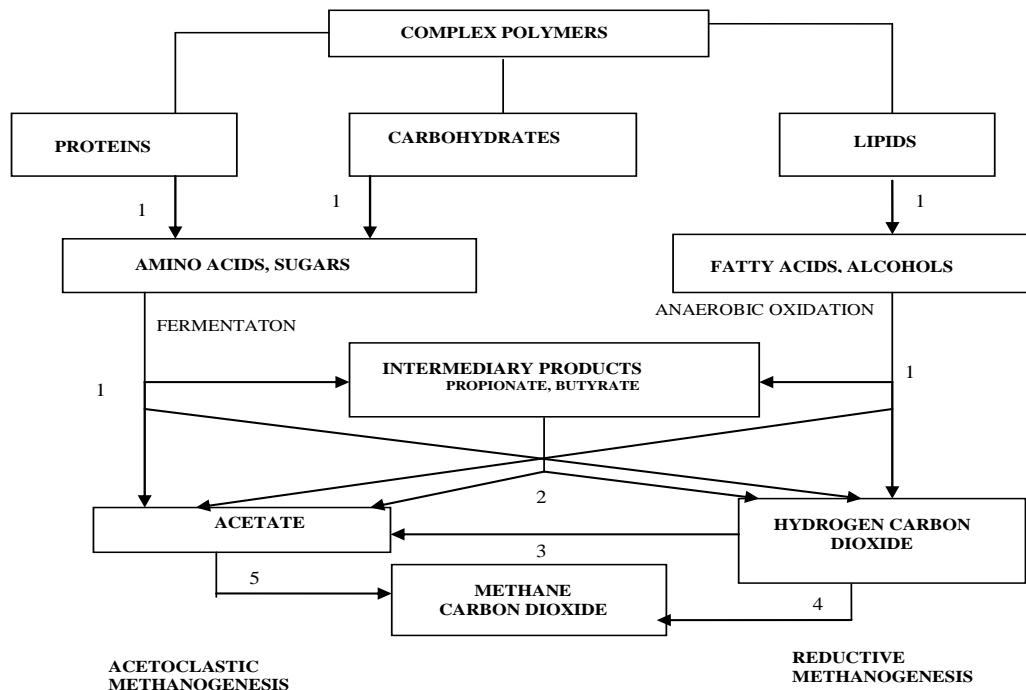 COMPLEX POLYMERS
PROTEINS
CARBOHYDRATES
LIPIDS
1
1
1
AMINO ACIDS, SUGARS
FATTY ACIDS, ALCOHOLS
FERMENTATON
ANAEROBIC OXIDATION
INTERMEDIARY PRODUCTS
PROPIONATE, BUTYRATE
1
1
2
ACETATE
HYDROGEN CARBON
DIOXIDE
3
5
METHANE
CARBON DIOXIDE
4
ACETOCLASTIC
METHANOGENESIS
REDUCTIVE
METHANOGENESIS